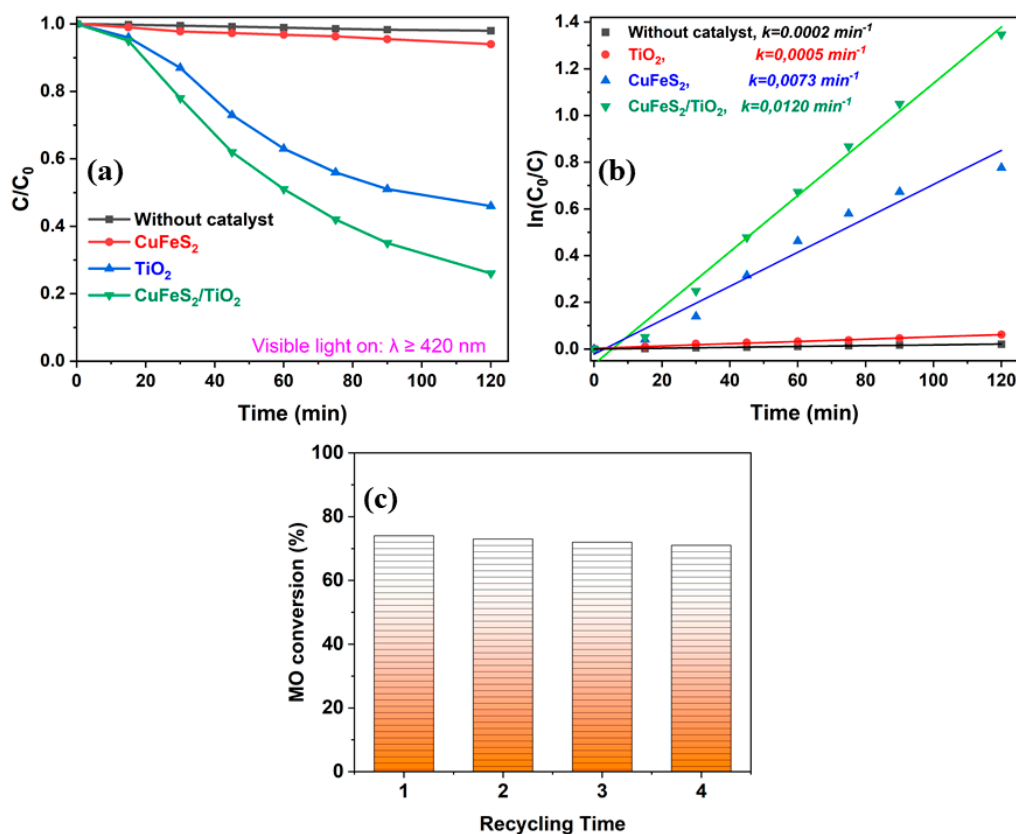 1.0
0.8
0.6
0.4
0.2
0.0
C/C₀
(a)
Without catalyst
CuFeS₂
TiO₂
CuFeS₂/TiO₂
Visible light on: λ ≥ 420 nm
0 20 40 60 80 100 120
Time (min)
1.4
1.2
1.0
0.8
0.6
0.4
0.2
0.0
ln(C₀/C)
(b)
Without catalyst, k=0.0002 min⁻¹
TiO₂, k=0,0005 min⁻¹
CuFeS₂, k=0,0073 min⁻¹
CuFeS₂/TiO₂, k=0,0120 min⁻¹
0 20 40 60 80 100 120
Time (min)
100
80
60
40
20
0
MO conversion (%)
(c)
1 2 3 4
Recycling Time